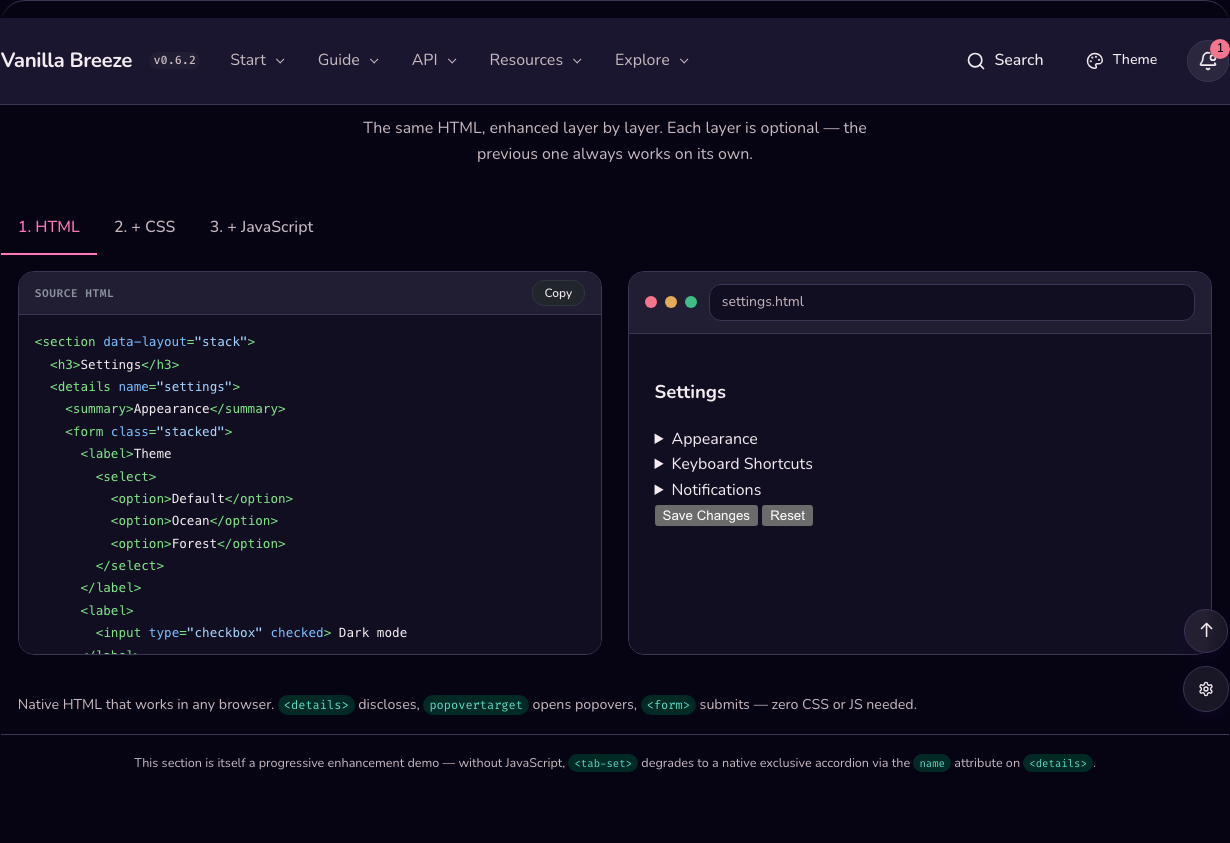 Vanilla Breeze v0.6.2 Start Guide API Resources Explore Search Theme 1
The same HTML, enhanced layer by layer. Each layer is optional — the
previous one always works on its own.
1. HTML 2. + CSS 3. + JavaScript
SOURCE HTML Copy
<section data-layout="stack">
<h3>Settings</h3>
<details name="settings">
<summary>Appearance</summary>
<form class="stacked">
<label>Theme
<select>
<option>Default</option>
<option>Ocean</option>
<option>Forest</option>
</select>
</label>
<label>
<input type="checkbox" checked> Dark mode
</label>
settings.html
Settings
Appearance
Keyboard Shortcuts
Notifications
Save Changes Reset
Native HTML that works in any browser. <details> discloses, popovertarget opens popovers, <form> submits — zero CSS or JS needed.
This section is itself a progressive enhancement demo — without JavaScript, <tab-set> degrades to a native exclusive accordion via the name attribute on <details>.